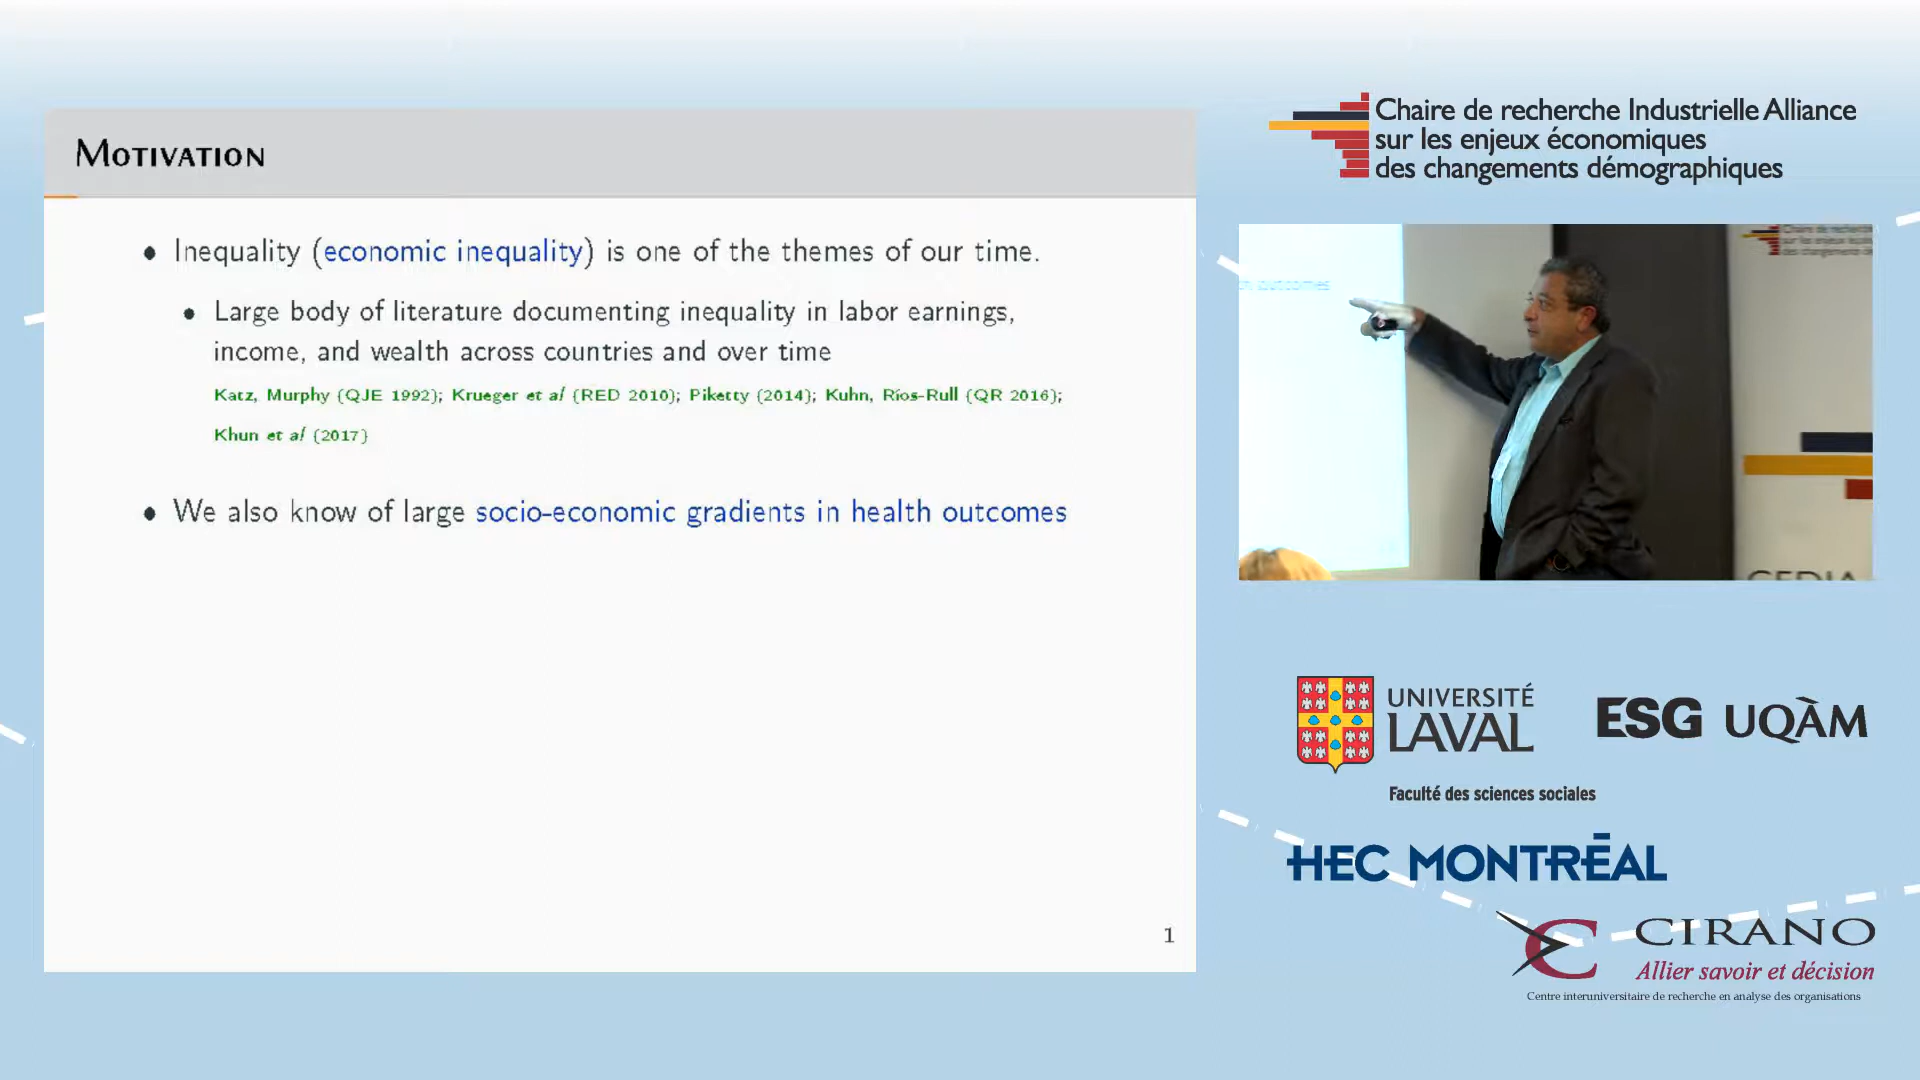 MOTIVATION
• Inequality (economic inequality) is one of the themes of our time.
• Large body of literature documenting inequality in labor earnings,
income, and wealth across countries and over time
Katz, Murphy (QJE 1992); Krueger et al (RED 2010); Piketty (2014); Kuhn, Ríos-Rull (QR 2016);
Khun et al (2017)
• We also know of large socio-economic gradients in health outcomes
1
Chaire de recherche Industrielle Alliance
sur les enjeux économiques
des changements démographiques
outcomes
UNIVERSITÉ
LAVAL
Faculté des sciences sociales
ESG UQÀM
HEC MONTRÉAL
CIRANO
Allier savoir et décision
Centre interuniversitaire de recherche en analyse des organisations